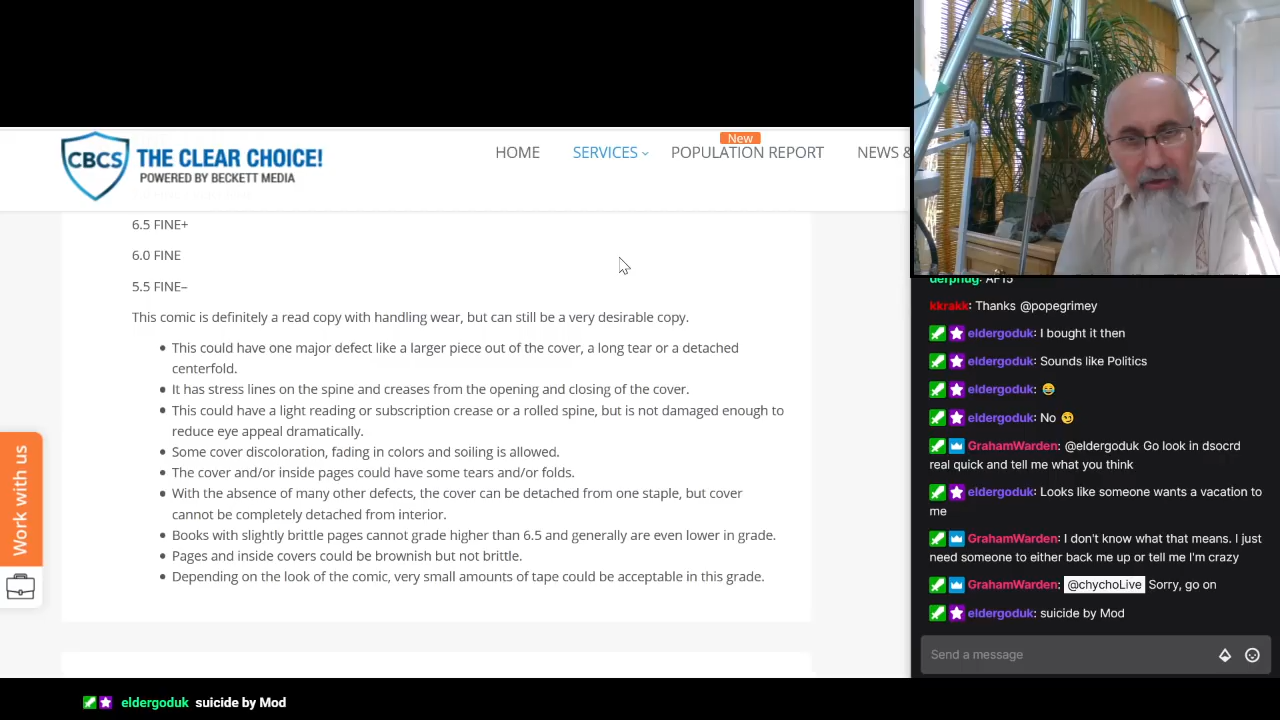 CBCS
THE CLEAR CHOICE!
POWERED BY BECKETT MEDIA
HOME
SERVICES
New
POPULATION REPORT
NEWS &
6.5 FINE+
6.0 FINE
5.5 FINE–
This comic is definitely a read copy with handling wear, but can still be a very desirable copy.
This could have one major defect like a larger piece out of the cover, a long tear or a detached
centerfold.
It has stress lines on the spine and creases from the opening and closing of the cover.
This could have a light reading or subscription crease or a rolled spine, but is not damaged enough to
reduce eye appeal dramatically.
Some cover discoloration, fading in colors and soiling is allowed.
The cover and/or inside pages could have some tears and/or folds.
With the absence of many other defects, the cover can be detached from one staple, but cover
cannot be completely detached from interior.
Books with slightly brittle pages cannot grade higher than 6.5 and generally are even lower in grade.
Pages and inside covers could be brownish but not brittle.
Depending on the look of the comic, very small amounts of tape could be acceptable in this grade.
Work with us
kkrakk: Thanks @popegrimey
eldergoduk: I bought it then
eldergoduk: Sounds like Politics
eldergoduk: 😂
eldergoduk: No 😏
GrahamWarden: @eldergoduk Go look in dsocrd
real quick and tell me what you think
eldergoduk: Looks like someone wants a vacation to
me
GrahamWarden: I don't know what that means. I just
need someone to either back me up or tell me I'm crazy
GrahamWarden: @chychoLive Sorry, go on
eldergoduk: suicide by Mod
Send a message
eldergoduk suicide by Mod